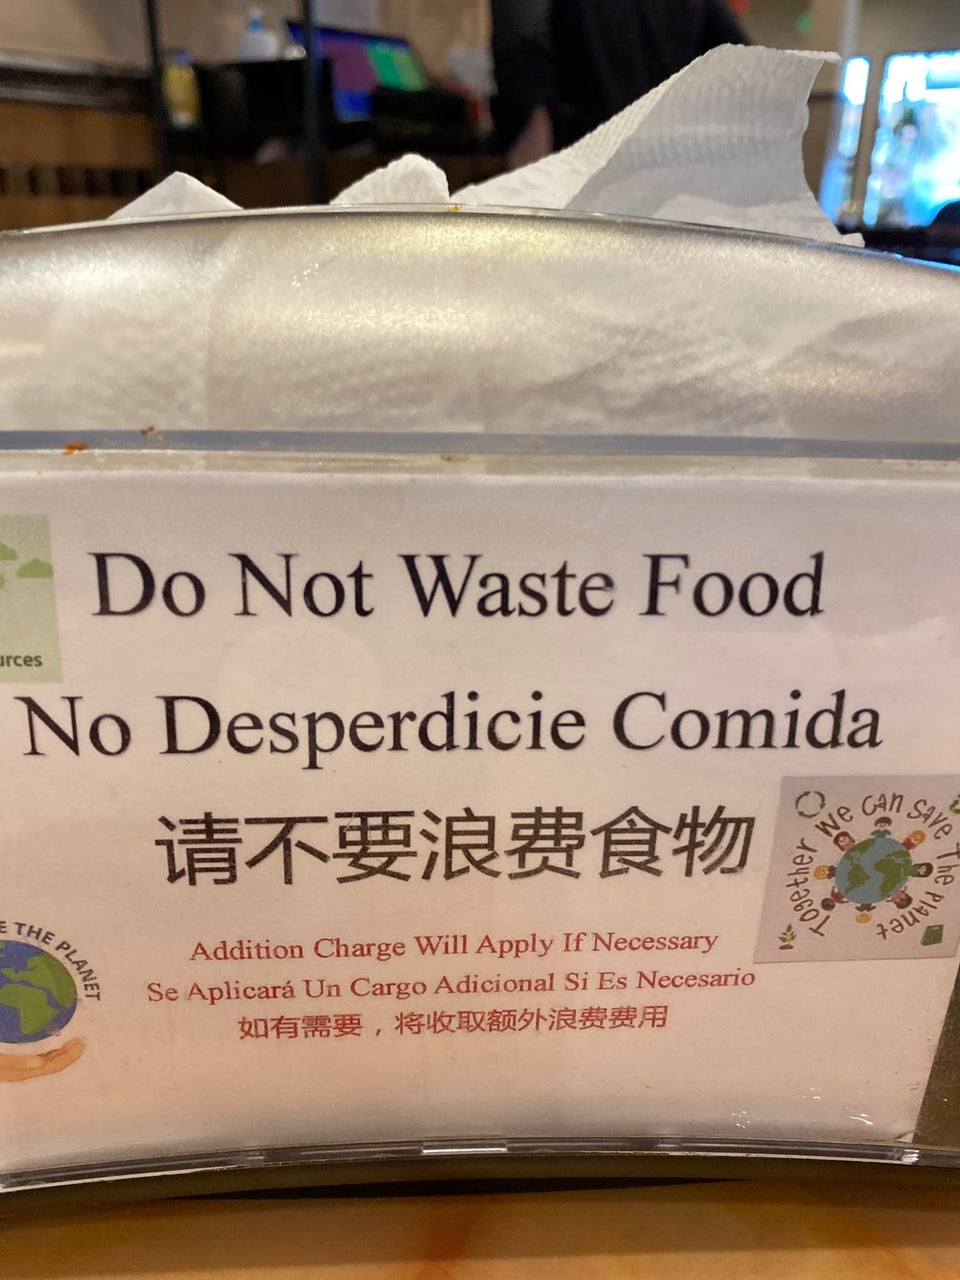 urces
Do Not Waste Food
No Desperdicie Comida
请不要浪费食物
Together We Can Save The Planet
E THE PLANET
Addition Charge Will Apply If Necessary
Se Aplicará Un Cargo Adicional Si Es Necesario
如有需要，将收取额外浪费费用